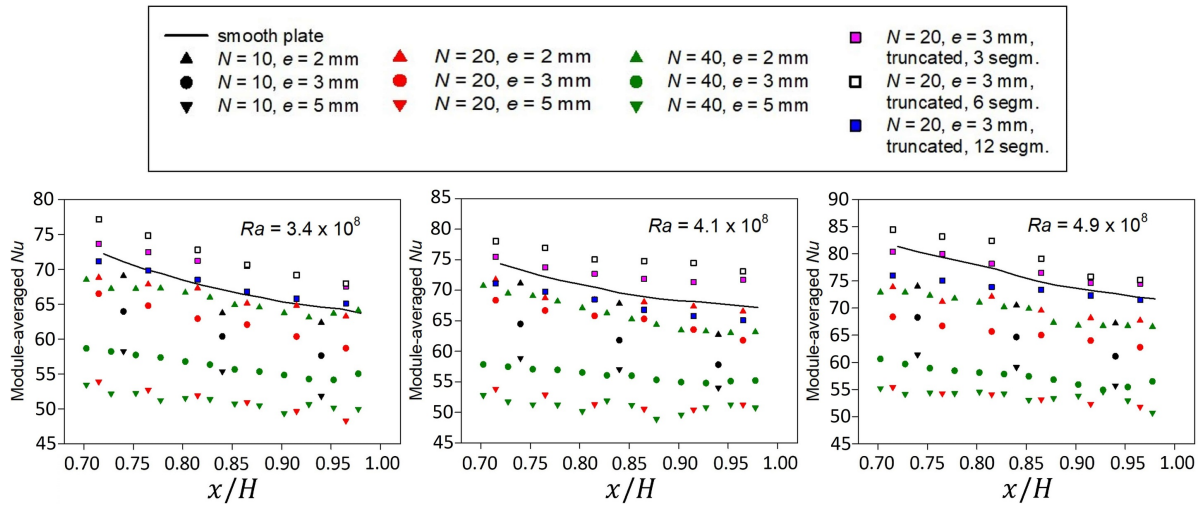 smooth plate
N = 10, e = 2 mm
N = 10, e = 3 mm
N = 10, e = 5 mm
N = 20, e = 2 mm
N = 20, e = 3 mm
N = 20, e = 5 mm
N = 40, e = 2 mm
N = 40, e = 3 mm
N = 40, e = 5 mm
N = 20, e = 3 mm,
truncated, 3 segm.
N = 20, e = 3 mm,
truncated, 6 segm.
N = 20, e = 3 mm,
truncated, 12 segm.
Module-averaged Nu
80
75
70
65
60
55
50
45
Ra = 3.4 x 10⁸
0.70 0.75 0.80 0.85 0.90 0.95 1.00
x/H
Module-averaged Nu
85
80
75
70
65
60
55
50
45
Ra = 4.1 x 10⁸
0.70 0.75 0.80 0.85 0.90 0.95 1.00
x/H
Module-averaged Nu
90
85
80
75
70
65
60
55
50
45
Ra = 4.9 x 10⁸
0.70 0.75 0.80 0.85 0.90 0.95 1.00
x/H